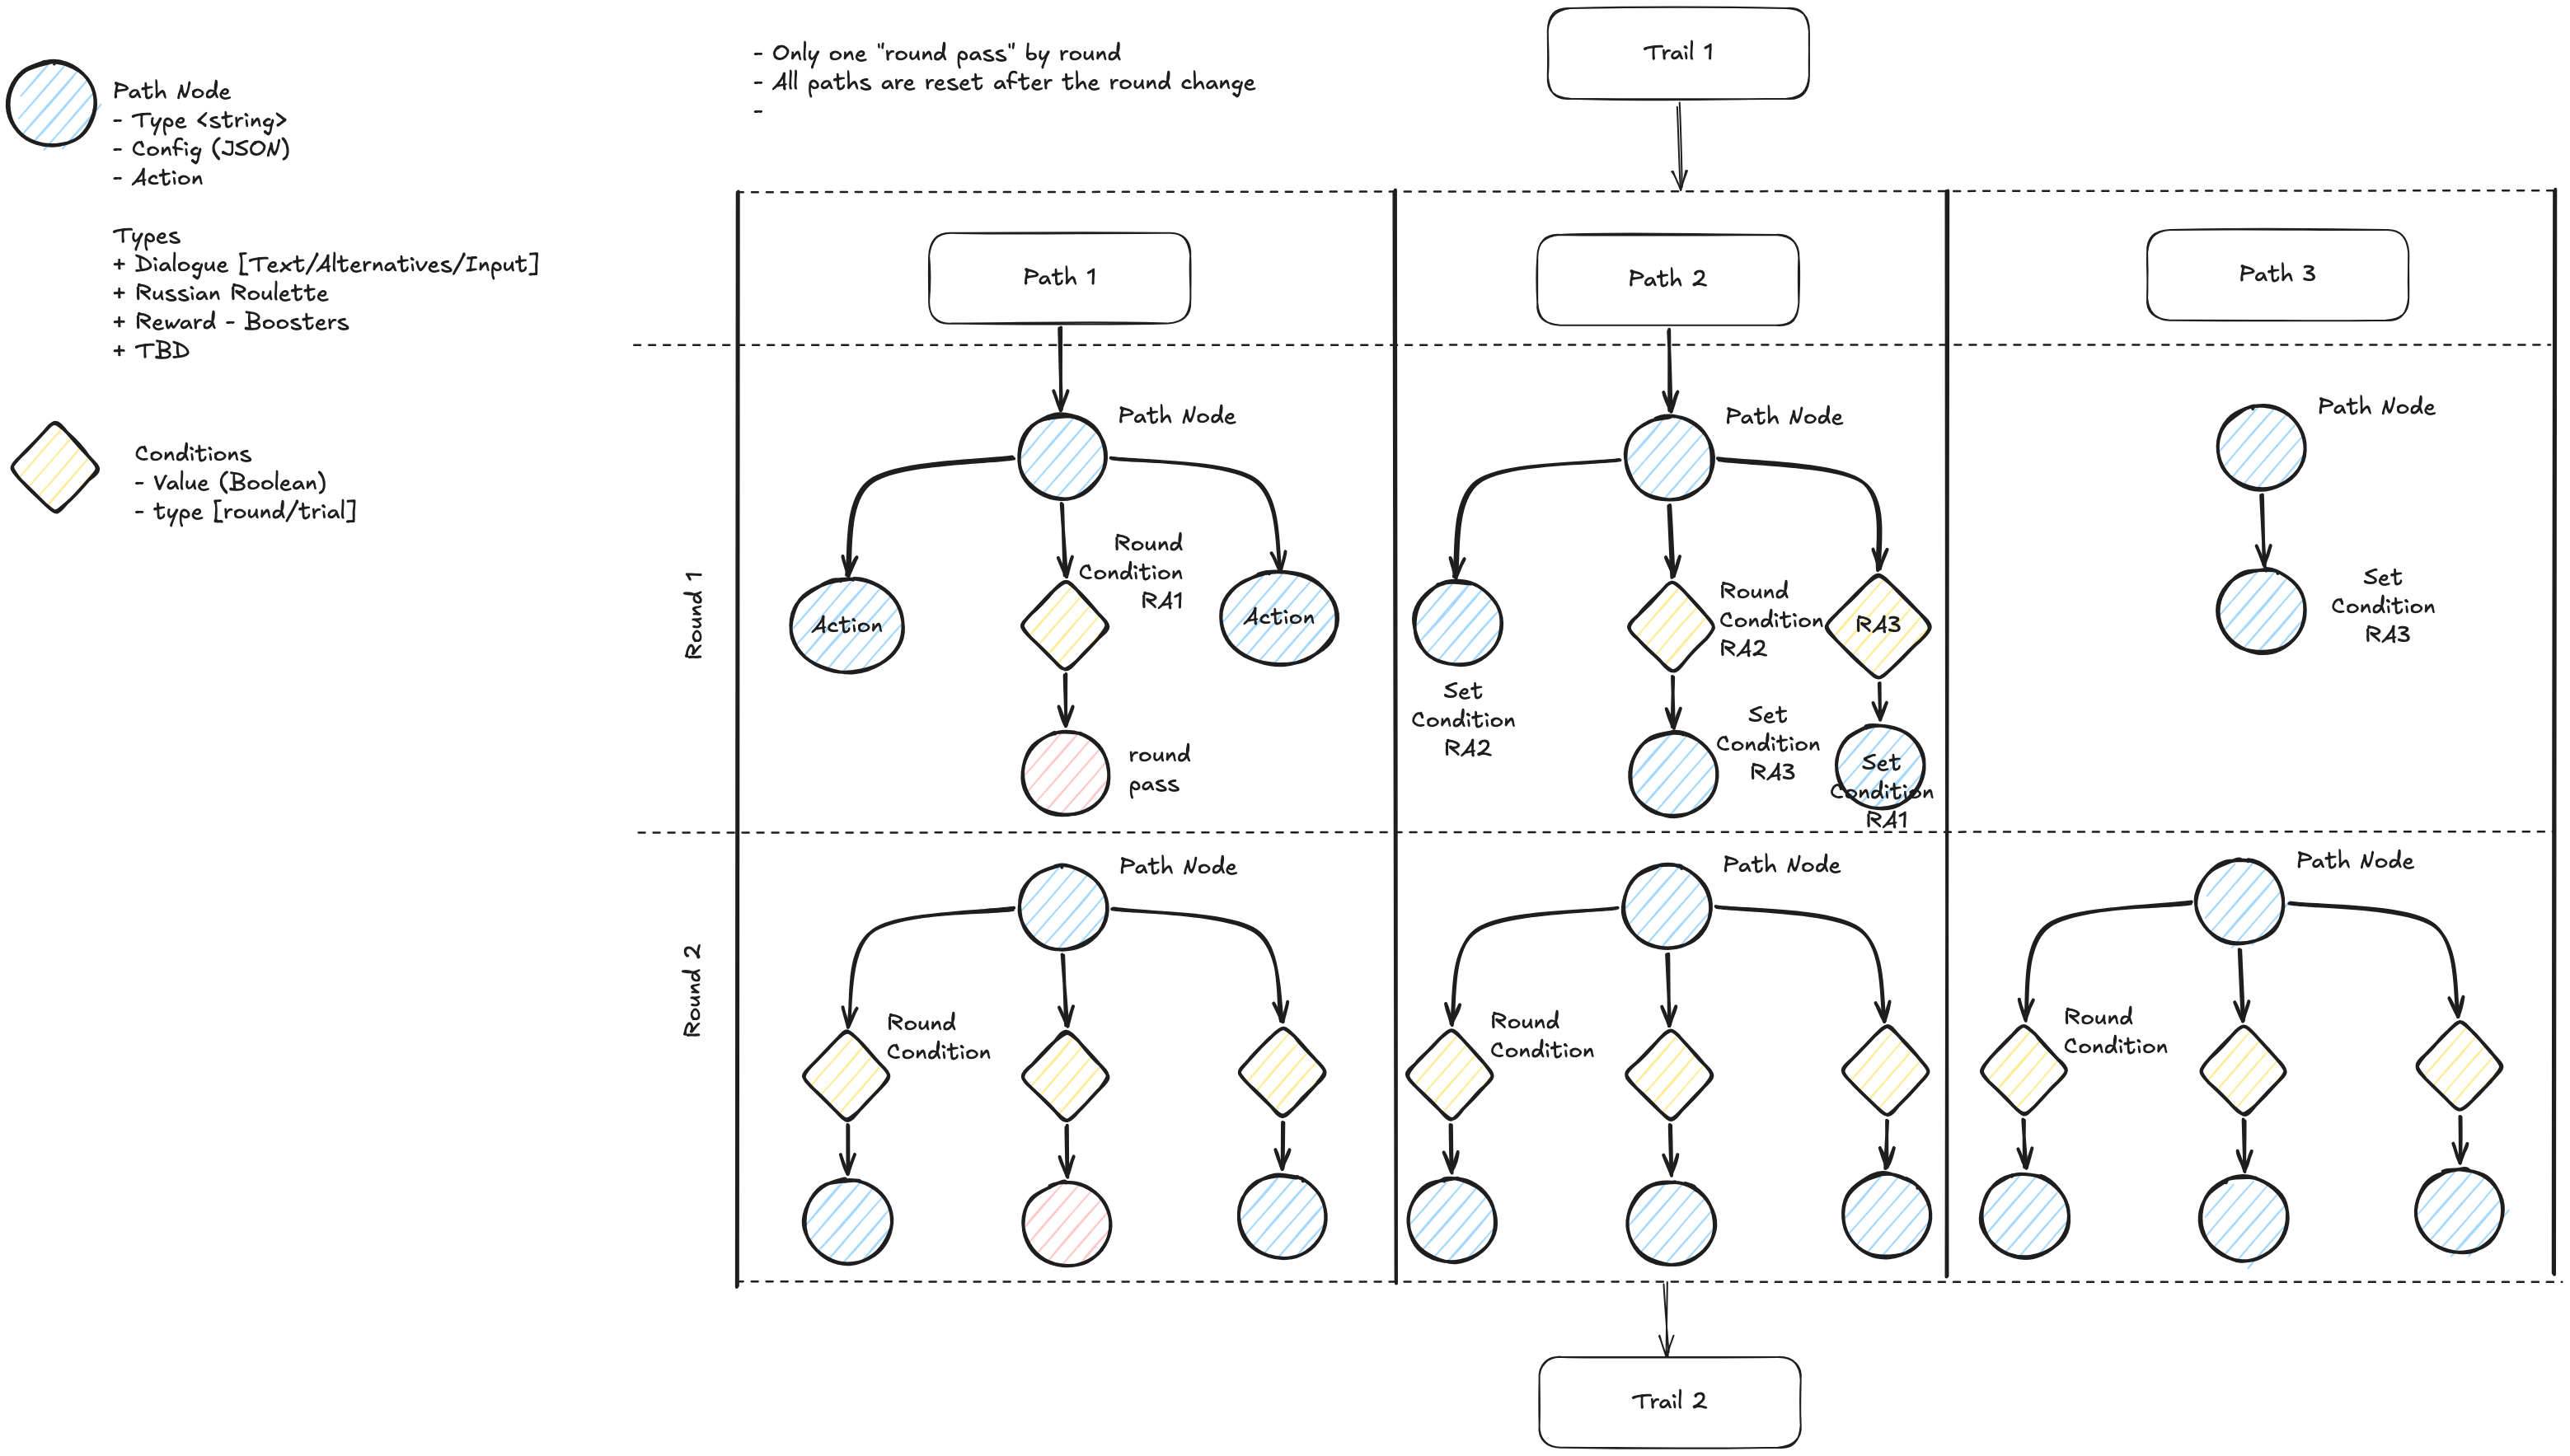 Path Node
- Type <string>
- Config (JSON)
- Action
Types
+ Dialogue [Text/Alternatives/Input]
+ Russian Roulette
+ Reward - Boosters
+ TBD
Conditions
- Value (Boolean)
- type [round/trial]
- Only one "round pass" by round
- All paths are reset after the round change
-
Trail 1
Path 1
Path 2
Path 3
Round 1
Path Node
Action
Round
Condition
RA1
Action
round
pass
Path Node
Set
Condition
RA2
Round
Condition
RA2
Set
Condition
RA3
RA3
Set
Condition
RA1
Path Node
Set
Condition
RA3
Round 2
Path Node
Round
Condition
Path Node
Round
Condition
Path Node
Round
Condition
Trail 2